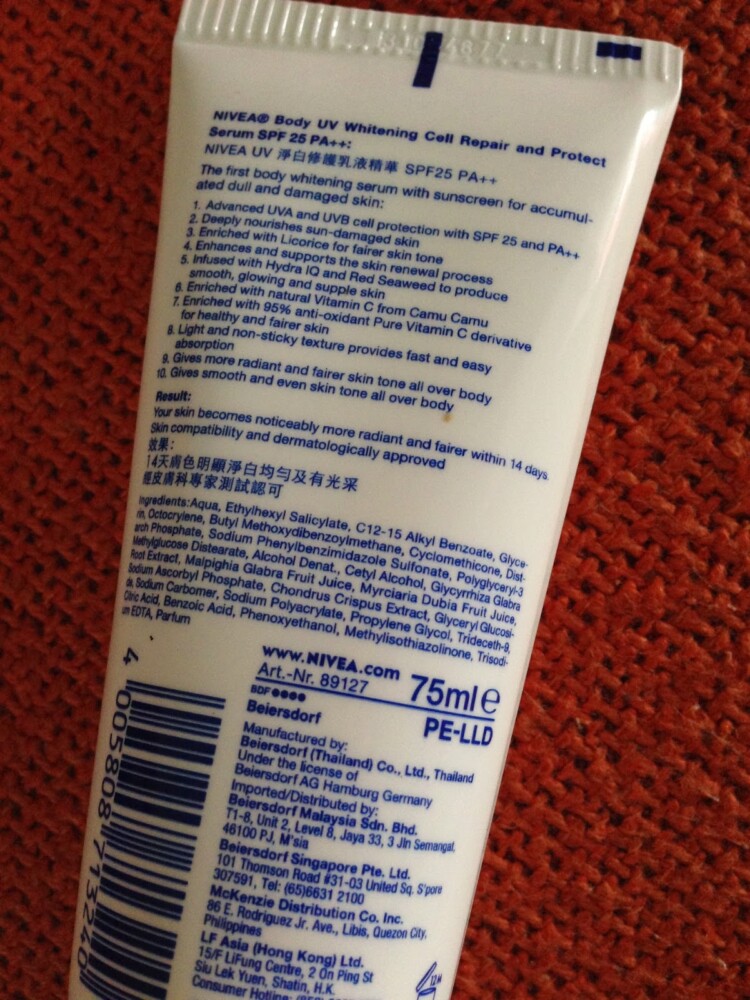 NIVEA® Body UV Whitening Cell Repair and Protect
Serum SPF 25 PA++:
NIVEA UV 淨白修護乳液精華 SPF25 PA++
The first body whitening serum with sunscreen for accumul-
ated dull and damaged skin:
1. Advanced UVA and UVB cell protection with SPF 25 and PA++
2. Deeply nourishes sun-damaged skin
3. Enriched with Licorice for fairer skin tone
4. Enhances and supports the skin renewal process
5. Infused with Hydra IQ and Red Seaweed to produce
smooth, glowing and supple skin
6. Enriched with natural Vitamin C from Camu Camu
7. Enriched with 95% anti-oxidant Pure Vitamin C derivative
for healthy and fairer skin
8. Light and non-sticky texture provides fast and easy
absorption
9. Gives more radiant and fairer skin tone all over body
10. Gives smooth and even skin tone all over body
Result:
Your skin becomes noticeably more radiant and fairer within 14 days.
Skin compatibility and dermatologically approved
效果:
14天膚色明顯淨白均勻及有光采
經皮膚科專家測試認可
Ingredients: Aqua, Ethylhexyl Salicylate, C12-15 Alkyl Benzoate, Glyce-
rin, Octocrylene, Butyl Methoxydibenzoylmethane, Cyclomethicone, Dist-
arch Phosphate, Sodium Phenylbenzimidazole Sulfonate, Polyglyceryl-3
Methylglucose Distearate, Alcohol Denat., Cetyl Alcohol, Glycyrrhiza Glabra
Root Extract, Malpighia Glabra Fruit Juice, Myrciaria Dubia Fruit Juice,
Sodium Ascorbyl Phosphate, Chondrus Crispus Extract, Glyceryl Glucosi-
de, Sodium Carbomer, Sodium Polyacrylate, Propylene Glycol, Trideceth-9,
Citric Acid, Benzoic Acid, Phenoxyethanol, Methylisothiazolinone, Trisodi-
um EDTA, Parfum
www.NIVEA.com
Art.-Nr. 89127
75ml e
BDF ●●●●
Beiersdorf
PE-LLD
Manufactured by:
Beiersdorf (Thailand) Co., Ltd., Thailand
Under the license of
Beiersdorf AG Hamburg Germany
Imported/Distributed by:
Beiersdorf Malaysia Sdn. Bhd.
T1-8, Unit 2, Level 8, Jaya 33, 3 Jln Semangat,
46100 PJ, M'sia
Beiersdorf Singapore Pte. Ltd.
101 Thomson Road #31-03 United Sq. S'pore
307591, Tel: (65)6631 2100
McKenzie Distribution Co. Inc.
86 E. Rodriguez Jr. Ave., Libis, Quezon City,
Philippines
LF Asia (Hong Kong) Ltd.
15/F LiFung Centre, 2 On Ping St
Siu Lek Yuen, Shatin, H.K.
Consumer Hotline:
12M
4 005808 713240